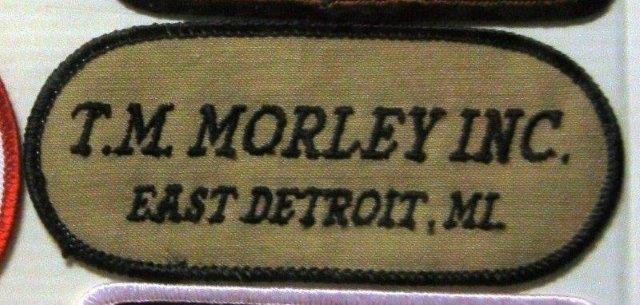 T.M. MORLEY INC.
EAST DETROIT, MI.